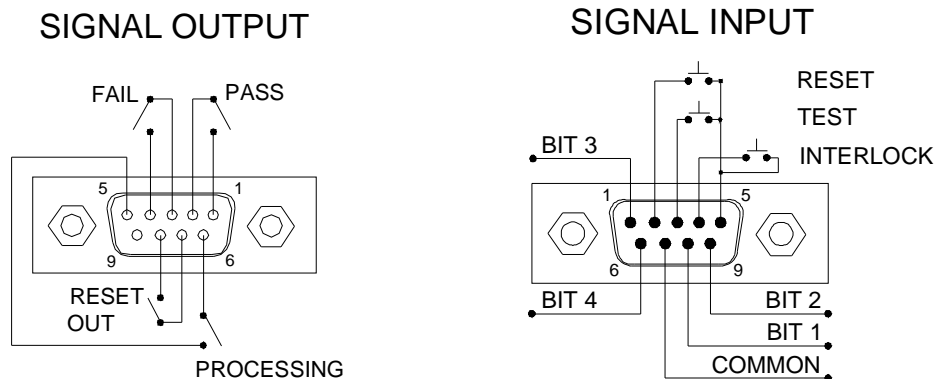 SIGNAL OUTPUT
FAIL
PASS
5
1
9
6
RESET
OUT
PROCESSING
SIGNAL INPUT
RESET
TEST
BIT 3
INTERLOCK
1
5
6
9
BIT 4
BIT 2
BIT 1
COMMON